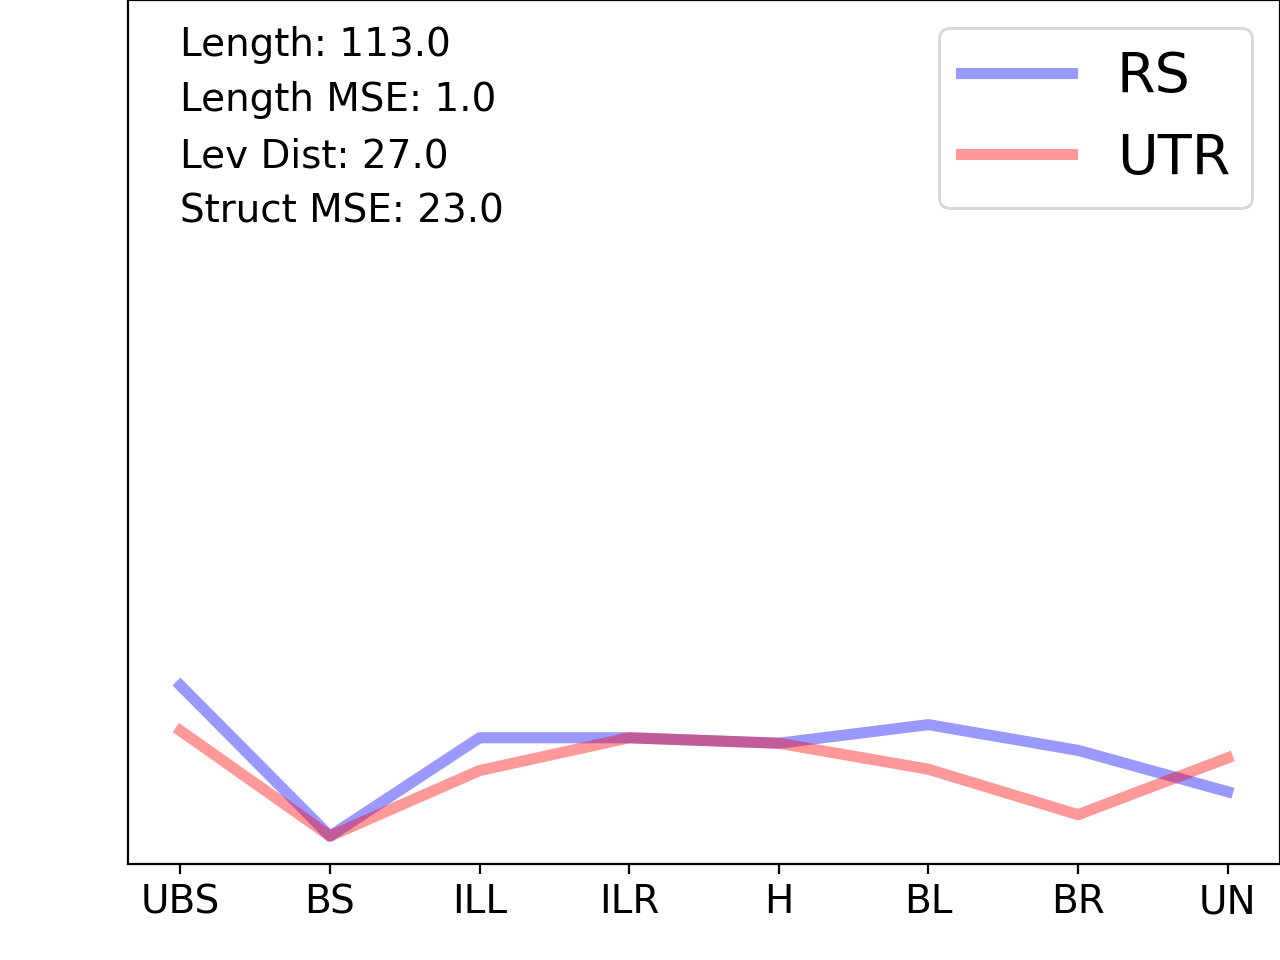 Length: 113.0
Length MSE: 1.0
Lev Dist: 27.0
Struct MSE: 23.0
RS
UTR
UBS BS ILL ILR H BL BR UN